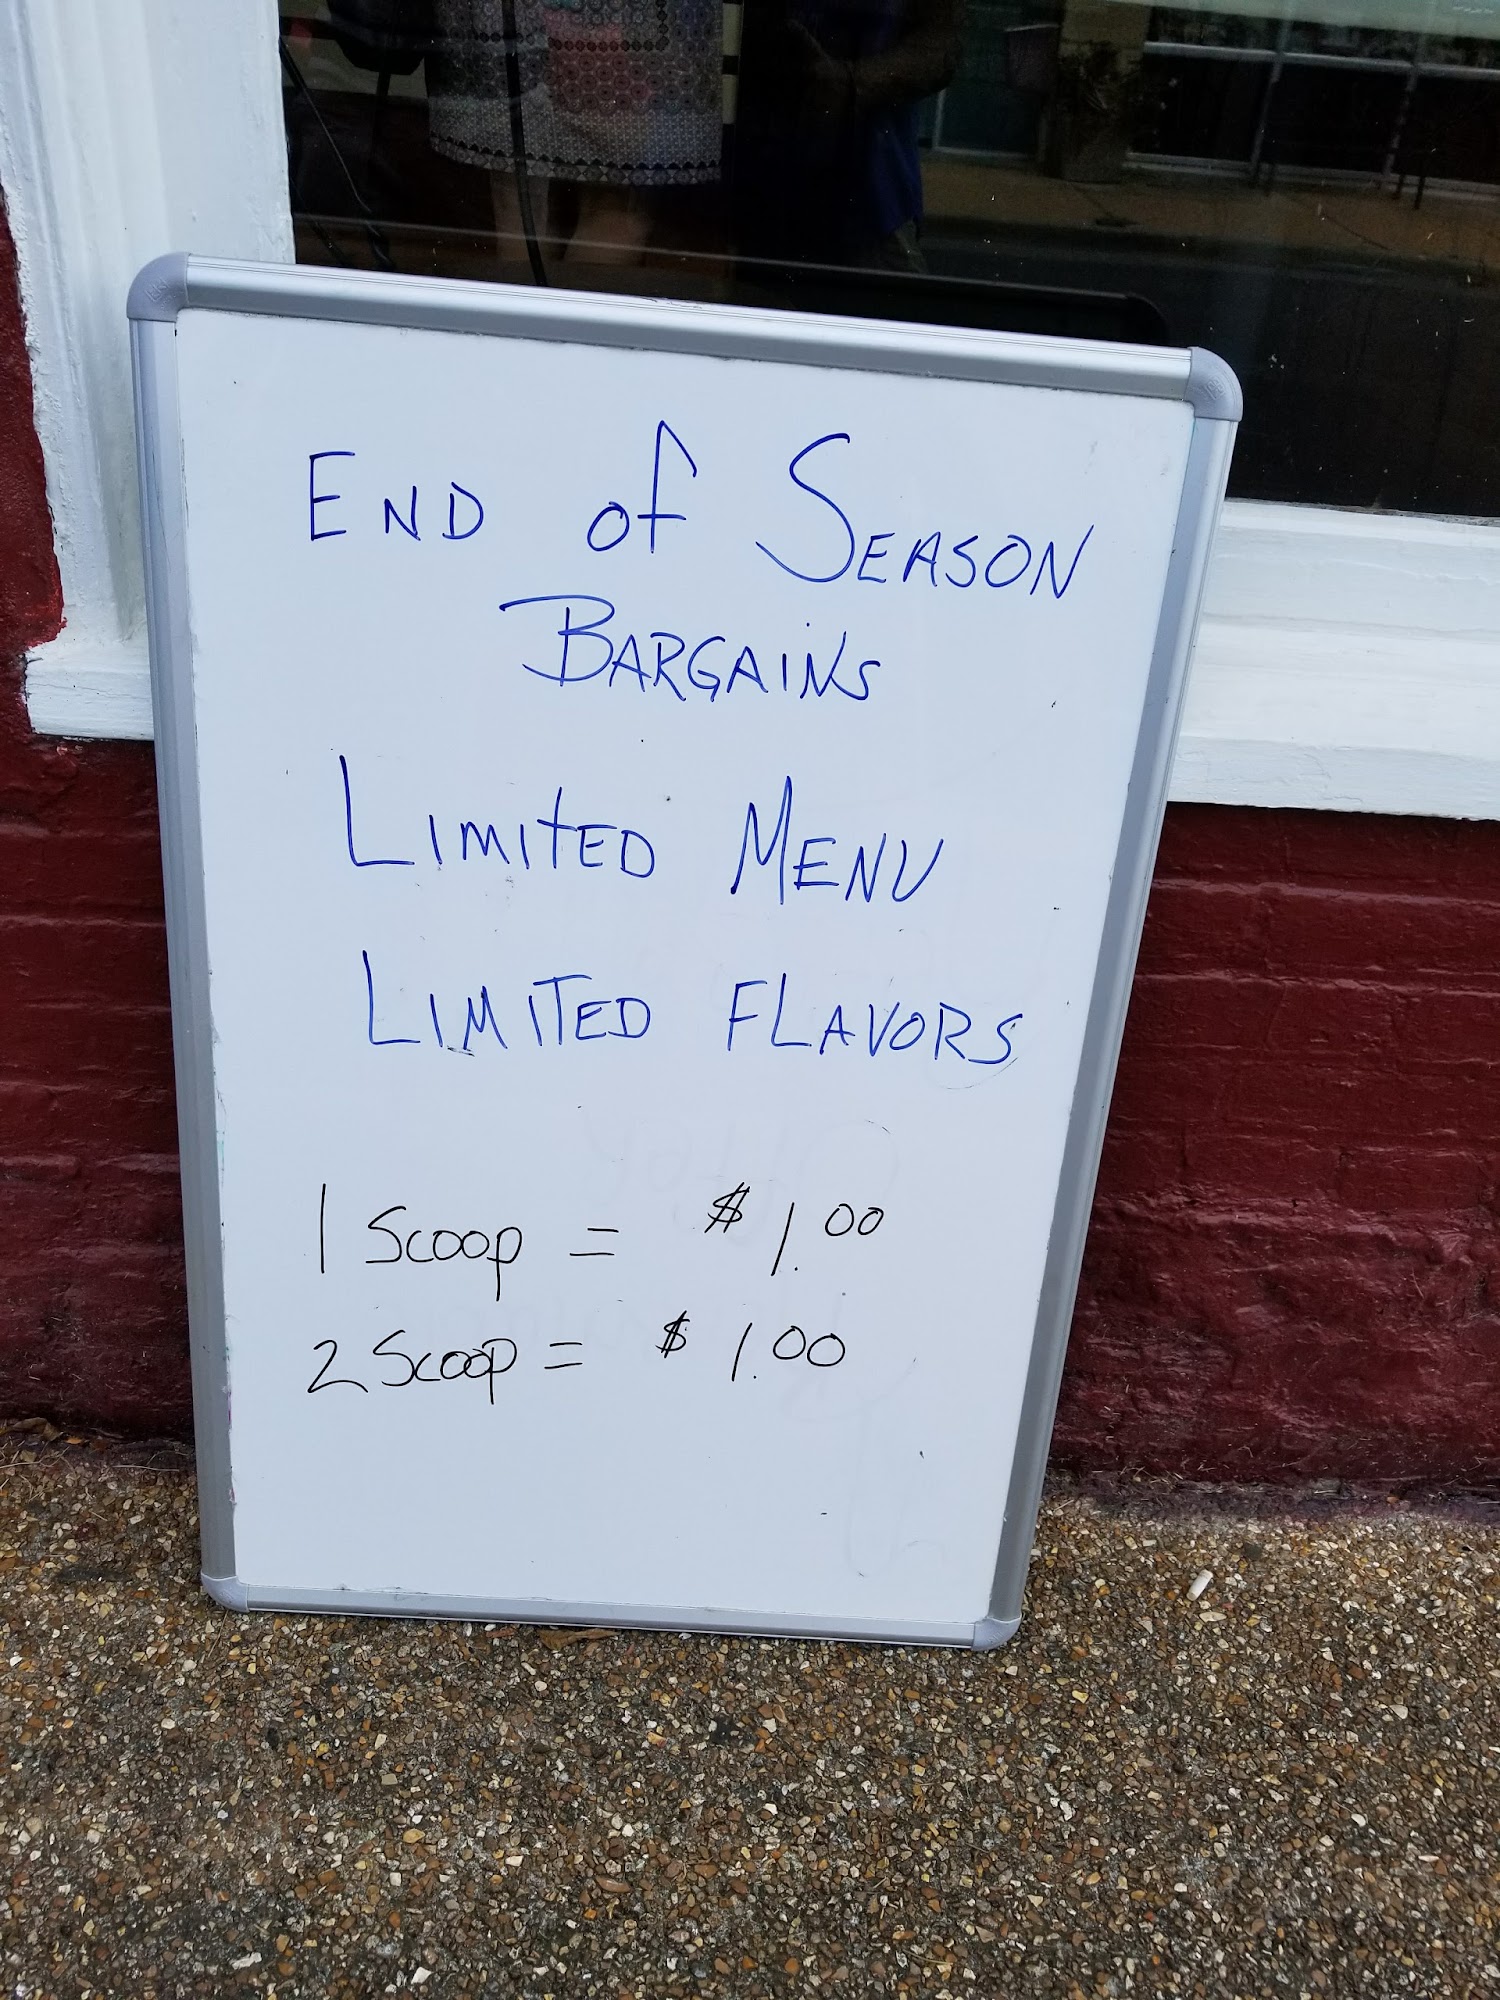 END of SEASON
BARGAINS
LIMITED MENU
LIMITED FLAVORS
1 Scoop = $1.00
2 Scoop = $1.00